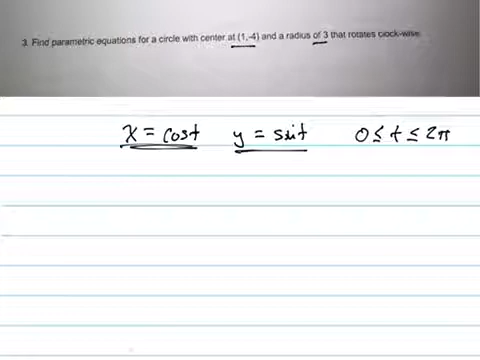 3. Find parametric equations for a circle with center at (1,-4) and a radius of 3 that rotates clock-wise.
x = cost y = sint 0 ≤ t ≤ 2π